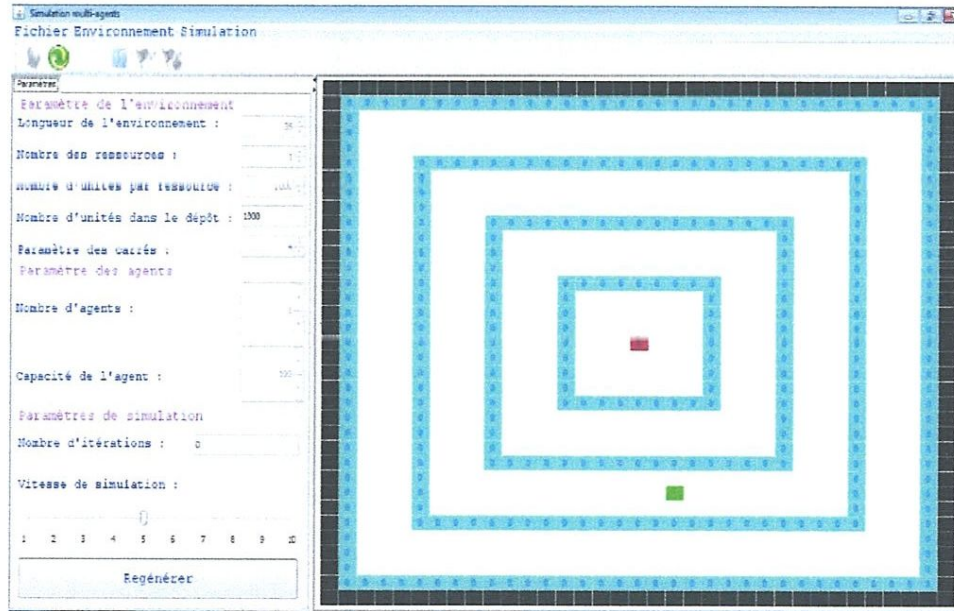 Simulation multi-agents
Fichier Environnement Simulation
Paramètres
Paramètre de l'environnement
Longueur de l'environnement :
Nombre des ressources :
Nombre d'unités par ressource :
Nombre d'unités dans le dépôt : 1000
Paramètre des carrés :
Paramètre des agents
Nombre d'agents :
Capacité de l'agent : 100
Paramètres de simulation
Nombre d'itérations : 0
Vitesse de simulation :
1 2 3 4 5 6 7 8 9 10
Regénérer